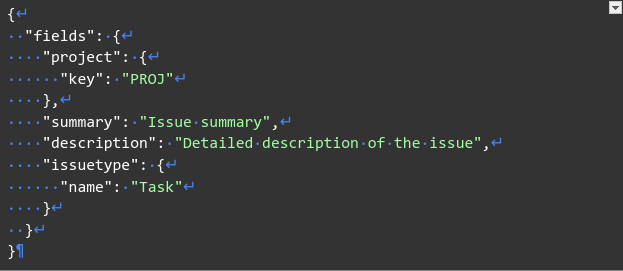 {
  "fields": {
    "project": {
      "key": "PROJ"
    },
    "summary": "Issue summary",
    "description": "Detailed description of the issue",
    "issuetype": {
      "name": "Task"
    }
  }
}